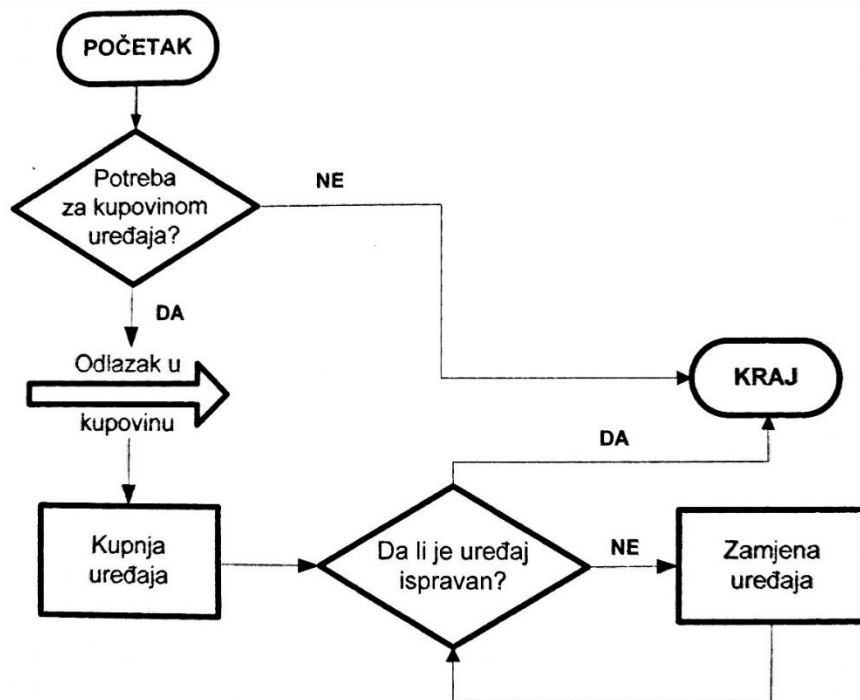 POČETAK
Potreba
za kupovinom
uređaja?
NE
DA
Odlazak u
kupovinu
KRAJ
DA
Kupnja
uređaja
Da li je uređaj
ispravan?
NE
Zamjena
uređaja